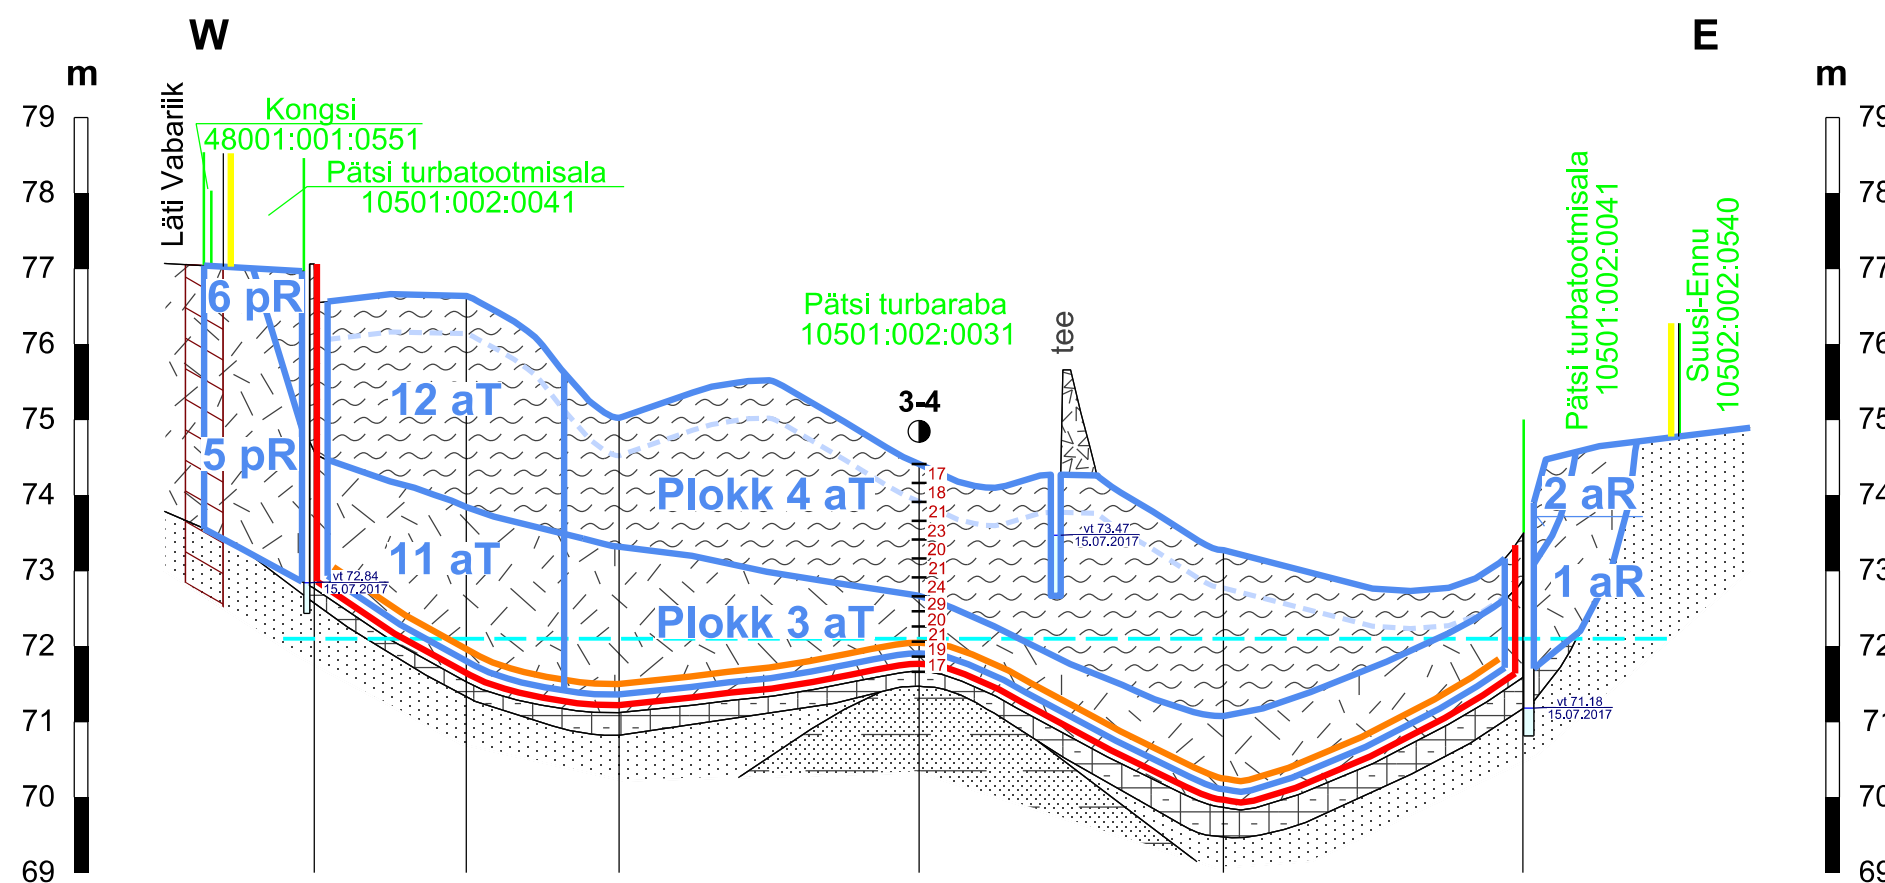 W
E
m
m
79
78
77
76
75
74
73
72
71
70
69
Läti Vabariik
Kongsi
48001:001:0551
Pätsi turbatootmisala
10501:002:0041
6 pR
5 pR
12 aT
11 aT
vt 72.84
15.07.2017
Pätsi turbaraba
10501:002:0031
tee
3-4
17
18
21
23
20
21
24
29
20
21
19
17
Plokk 4 aT
Plokk 3 aT
vt 73.47
15.07.2017
Pätsi turbatootmisala
10501:002:0041
Suusi-Ennu
10502:002:0540
2 aR
1 aR
vt 71.18
15.07.2017
79
78
77
76
75
74
73
72
71
70
69